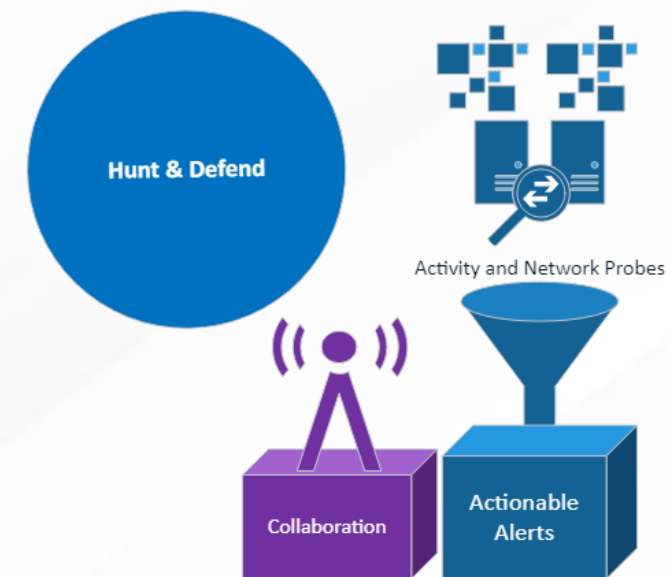 Hunt & Defend
Activity and Network Probes
Collaboration
Actionable
Alerts